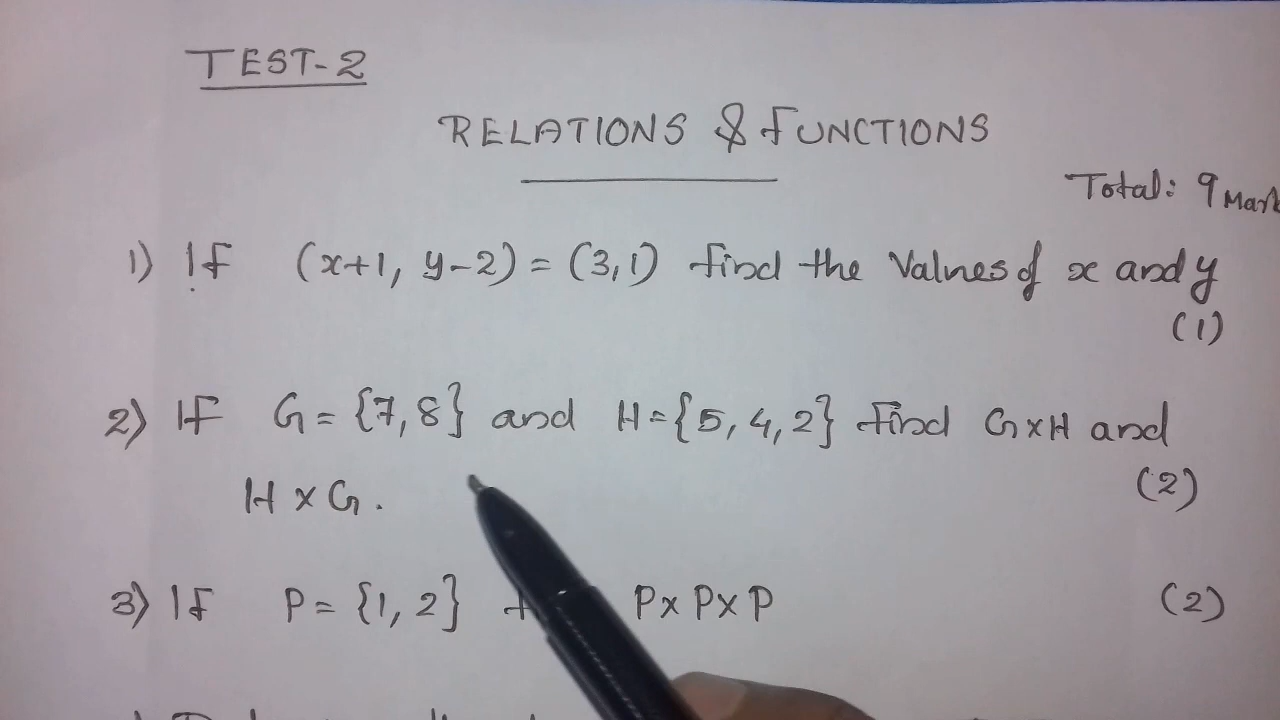 TEST-2
RELATIONS & FUNCTIONS
Total: 9 Mark
1) If (x+1, y-2) = (3,1) find the values of x and y
(1)
2) If G = {7,8} and H = {5,4,2} find G×H and
H × G. (2)
3) If P = {1, 2} P × P × P (2)